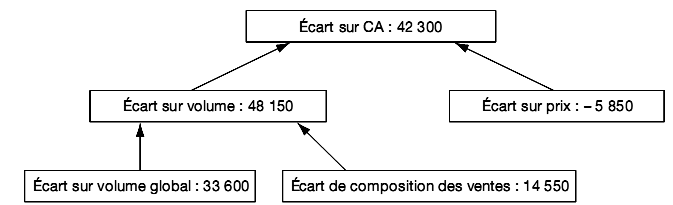 Écart sur CA : 42 300
Écart sur volume : 48 150
Écart sur prix : – 5 850
Écart sur volume global : 33 600
Écart de composition des ventes : 14 550